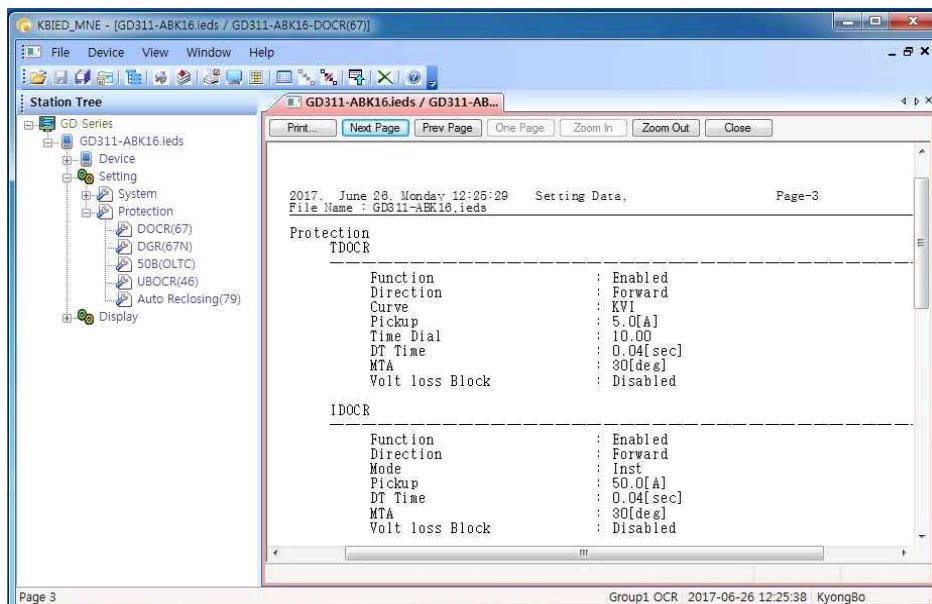 KBIED_MNE - [GD311-ABK16.ieds / GD311-ABK16-DOCR(67)]
File Device View Window Help
Station Tree
GD311-ABK16.ieds / GD311-AB...
GD Series
GD311-ABK16.ieds
Device
Setting
System
Protection
DOCR(67)
DGR(67N)
50B(OLTC)
UBOCR(46)
Auto Reclosing(79)
Display
Print... Next Page Prev Page One Page Zoom In Zoom Out Close
2017. June 26. Monday 12:25:29 Setting Data, Page-3
File Name : GD311-ABK16.ieds
Protection
TDOCR
Function : Enabled
Direction : Forward
Curve : KVI
Pickup : 5.0[A]
Time Dial : 10.00
DT Time : 0.04[sec]
MTA : 30[deg]
Volt loss Block : Disabled
IDOCR
Function : Enabled
Direction : Forward
Mode : Inst
Pickup : 50.0[A]
DT Time : 0.04[sec]
MTA : 30[deg]
Volt loss Block : Disabled
Page 3 Group1 OCR 2017-06-26 12:25:38 KyongBo